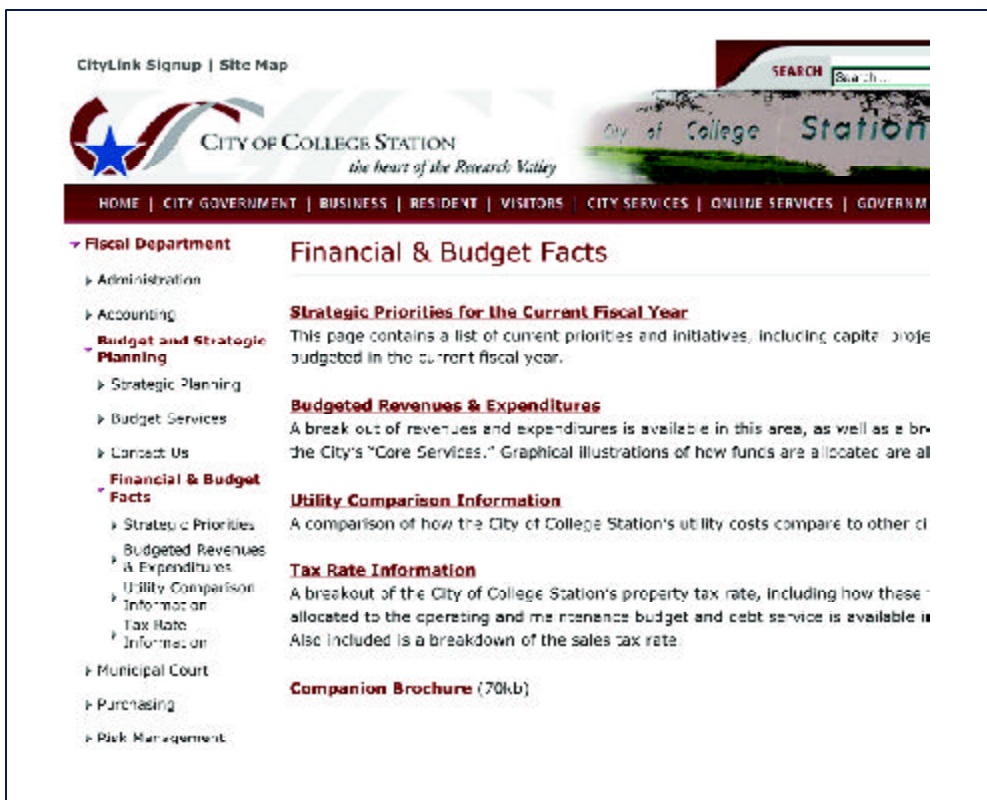 CityLink Signup | Site Map
SEARCH Search...
City of College Station
CITY OF COLLEGE STATION
the heart of the Research Valley
HOME | CITY GOVERNMENT | BUSINESS | RESIDENT | VISITORS | CITY SERVICES | ONLINE SERVICES | GOVERNM
Fiscal Department
Administration
Accounting
Budget and Strategic
Planning
Strategic Planning
Budget Services
Contact Us
Financial & Budget
Facts
Strategic Priorities
Budgeted Revenues
& Expenditures
Utility Comparison
Information
Tax Rate
Information
Municipal Court
Purchasing
Risk Management
Financial & Budget Facts
Strategic Priorities for the Current Fiscal Year
This page contains a list of current priorities and initiatives, including capital proje
budgeted in the current fiscal year.
Budgeted Revenues & Expenditures
A break out of revenues and expenditures is available in this area, as well as a br
the City's "Core Services." Graphical illustrations of how funds are allocated are al
Utility Comparison Information
A comparison of how the City of College Station's utility costs compare to other ci
Tax Rate Information
A breakout of the City of College Station's property tax rate, including how these
allocated to the operating and maintenance budget and debt service is available i
Also included is a breakdown of the sales tax rate.
Companion Brochure (70kb)